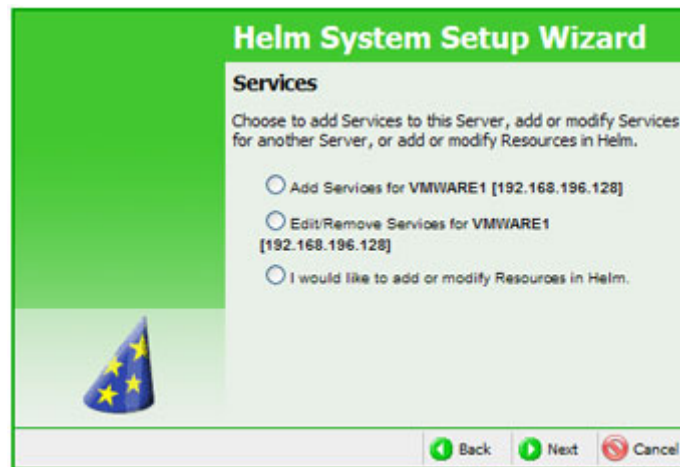 Helm System Setup Wizard
Services
Choose to add Services to this Server, add or modify Services
for another Server, or add or modify Resources in Helm.
Add Services for VMWARE1 [192.168.196.128]
Edit/Remove Services for VMWARE1
[192.168.196.128]
I would like to add or modify Resources in Helm.
Back Next Cancel